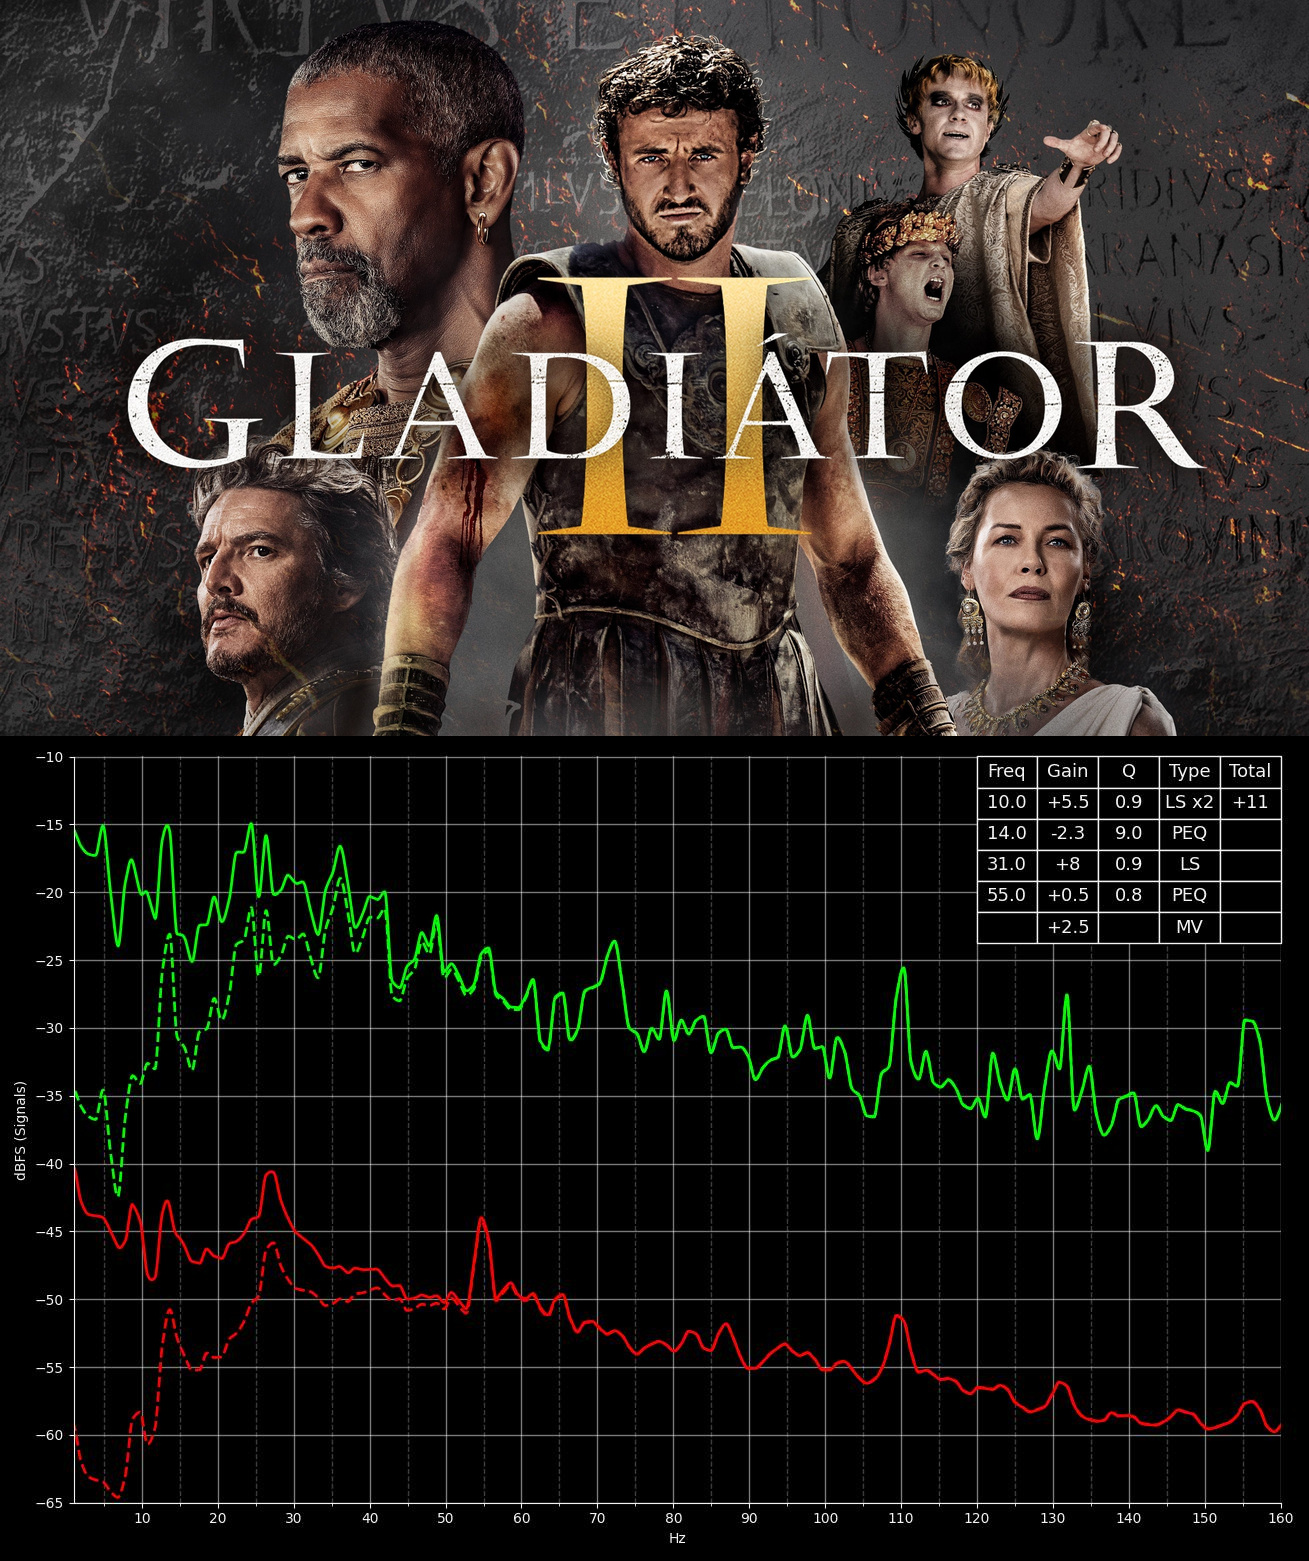 II
GLADIÁTOR
Freq Gain Q Type Total
10.0 +5.5 0.9 LS x2 +11
14.0 -2.3 9.0 PEQ
31.0 +8 0.9 LS
55.0 +0.5 0.8 PEQ
+2.5 MV
−10
−15
−20
−25
−30
−35
−40
−45
−50
−55
−60
−65
dBFS (Signals)
10 20 30 40 50 60 70 80 90 100 110 120 130 140 150 160
Hz